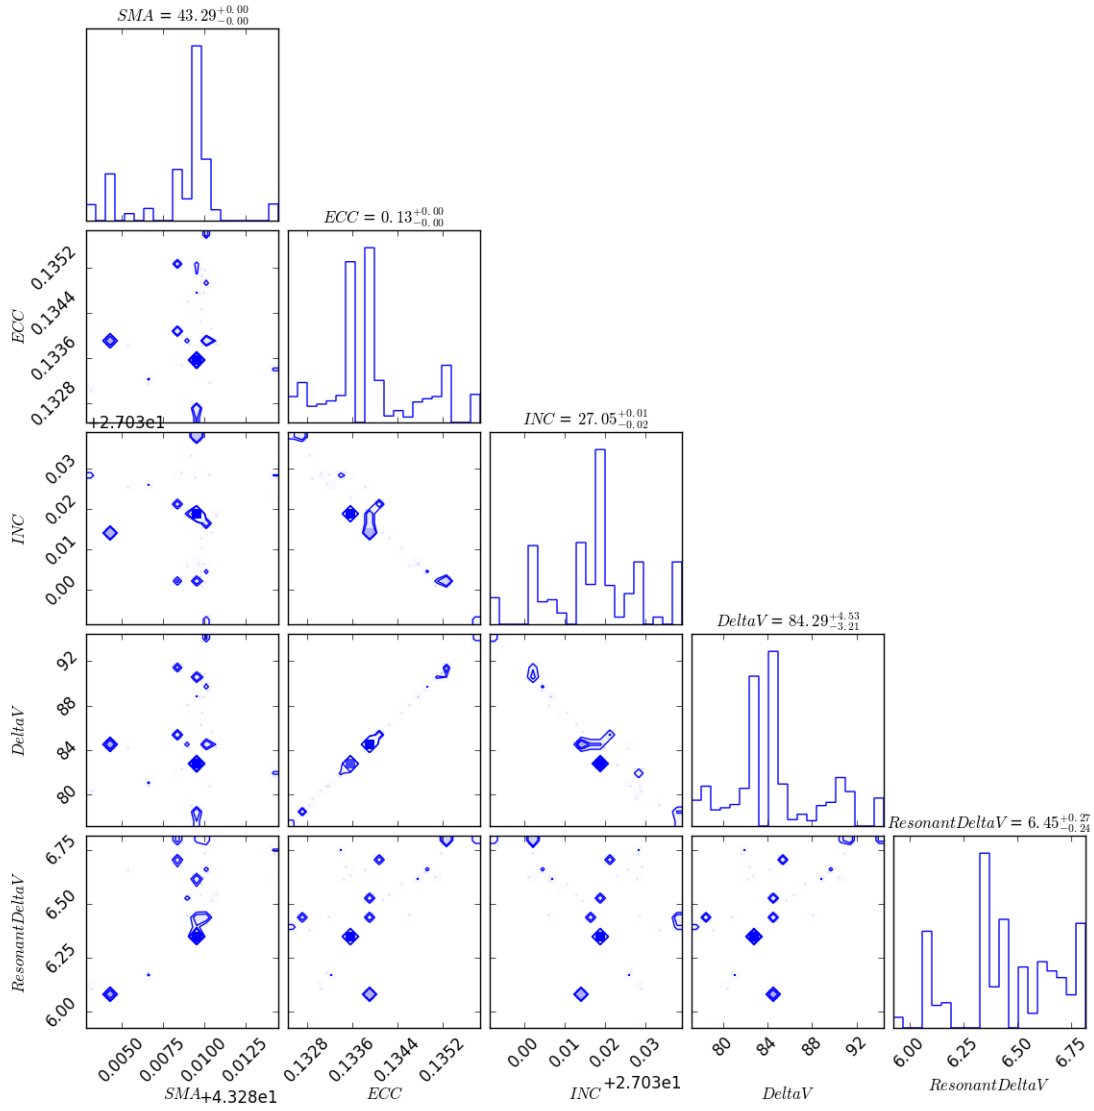 SMA = 43.29+0.00 −0.00
ECC = 0.13+0.00 −0.00
0.1352
0.1344
0.1336
0.1328
ECC
+2.703e1
INC = 27.05+0.01 −0.02
0.03
0.02
0.01
0.00
INC
DeltaV = 84.29+4.53 −3.21
92
88
84
80
DeltaV
ResonantDeltaV = 6.45+0.27 −0.24
6.75
6.50
6.25
6.00
ResonantDeltaV
0.0050 0.0075 0.0100 0.0125 0.1328 0.1336 0.1344 0.1352 0.00 0.01 0.02 0.03 80 84 88 92 6.00 6.25 6.50 6.75
SMA +4.328e1 ECC INC +2.703e1 DeltaV ResonantDeltaV